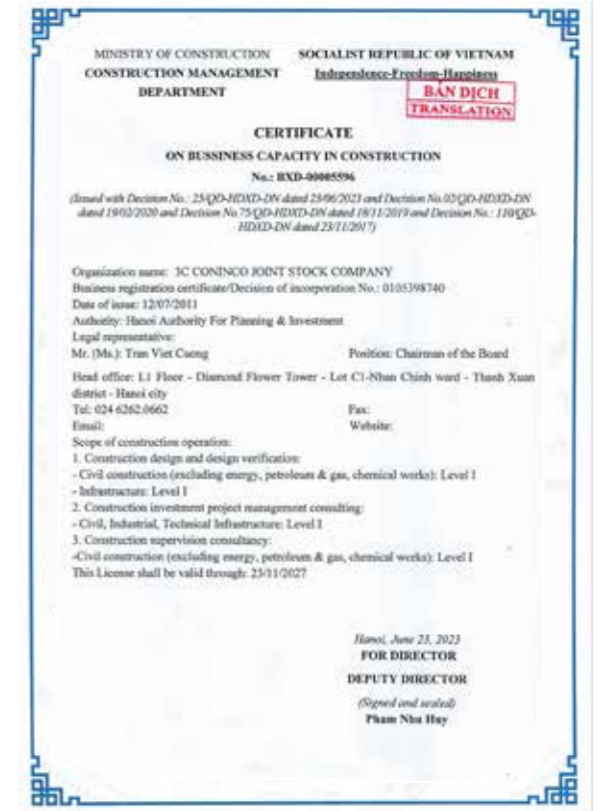 MINISTRY OF CONSTRUCTION
CONSTRUCTION MANAGEMENT
DEPARTMENT
SOCIALIST REPUBLIC OF VIETNAM
Independence-Freedom-Happiness
BẢN DỊCH
TRANSLATION
CERTIFICATE
ON BUSSINESS CAPACITY IN CONSTRUCTION
No.: BXD-00005596
(Issued with Decision No.: 25/QD-HDXD-DN dated 23/06/2023 and Decision No.02/QD-HDXD-DN
dated 19/02/2020 and Decision No.75/QD-HDXD-DN dated 18/11/2019 and Decision No.: 110/QD-
HDXD-DN dated 23/11/2017)
Organization name: 3C CONINCO JOINT STOCK COMPANY
Business registration certificate/Decision of incorporation No.: 0105398740
Date of issue: 12/07/2011
Authority: Hanoi Authority For Planning & Investment
Legal representative:
Mr. (Ms.): Tran Viet Cuong Position: Chairman of the Board
Head office: L1 Floor - Diamond Flower Tower - Lot C1-Nhan Chinh ward - Thanh Xuan
district - Hanoi city
Tel: 024 6262.0662 Fax:
Email: Website:
Scope of construction operation:
1. Construction design and design verification:
- Civil construction (excluding energy, petroleum & gas, chemical works): Level I
- Infrastructure: Level I
2. Construction investment project management consulting:
- Civil, Industrial, Technical Infrastructure: Level I
3. Construction supervision consultancy:
-Civil construction (excluding energy, petroleum & gas, chemical works): Level I
This License shall be valid through: 23/11/2027
Hanoi, June 23, 2023
FOR DIRECTOR
DEPUTY DIRECTOR
(Signed and sealed)
Pham Nhu Huy